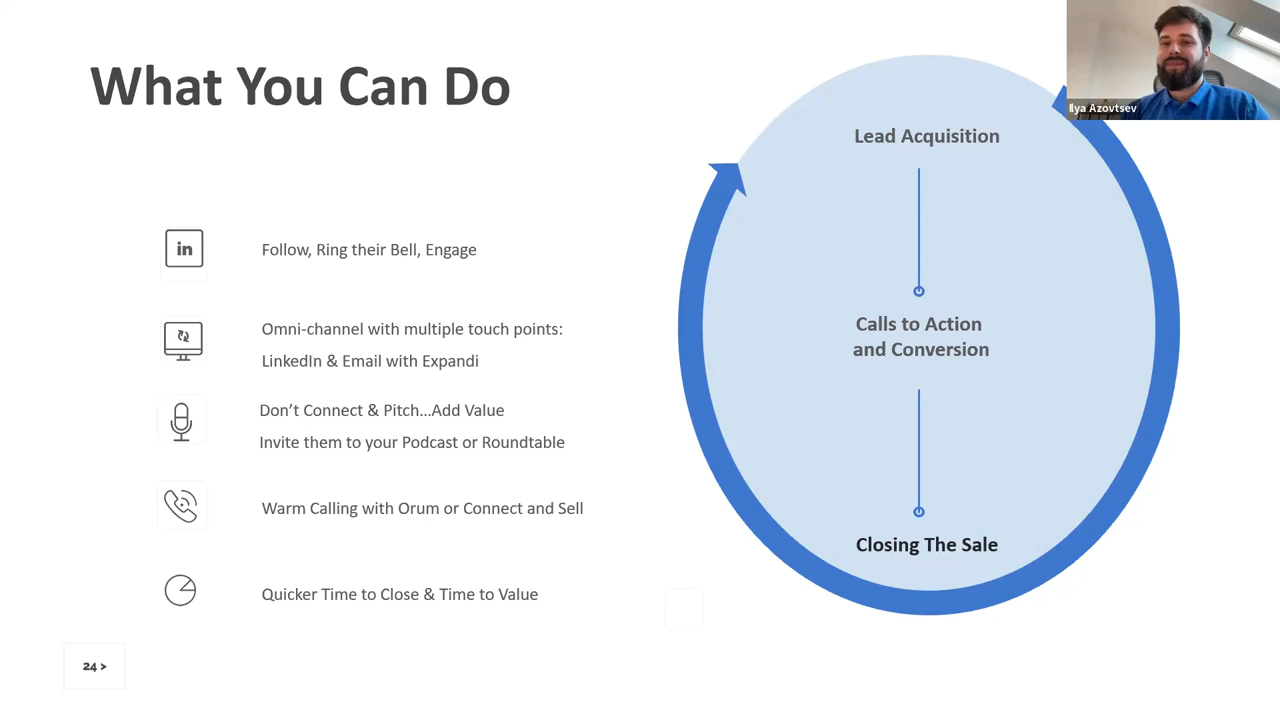 What You Can Do
Ilya Azovtsev
Lead Acquisition
Calls to Action
and Conversion
Closing The Sale
in
Follow, Ring their Bell, Engage
Omni-channel with multiple touch points:
LinkedIn & Email with Expandi
Don’t Connect & Pitch…Add Value
Invite them to your Podcast or Roundtable
Warm Calling with Orum or Connect and Sell
Quicker Time to Close & Time to Value
24 >